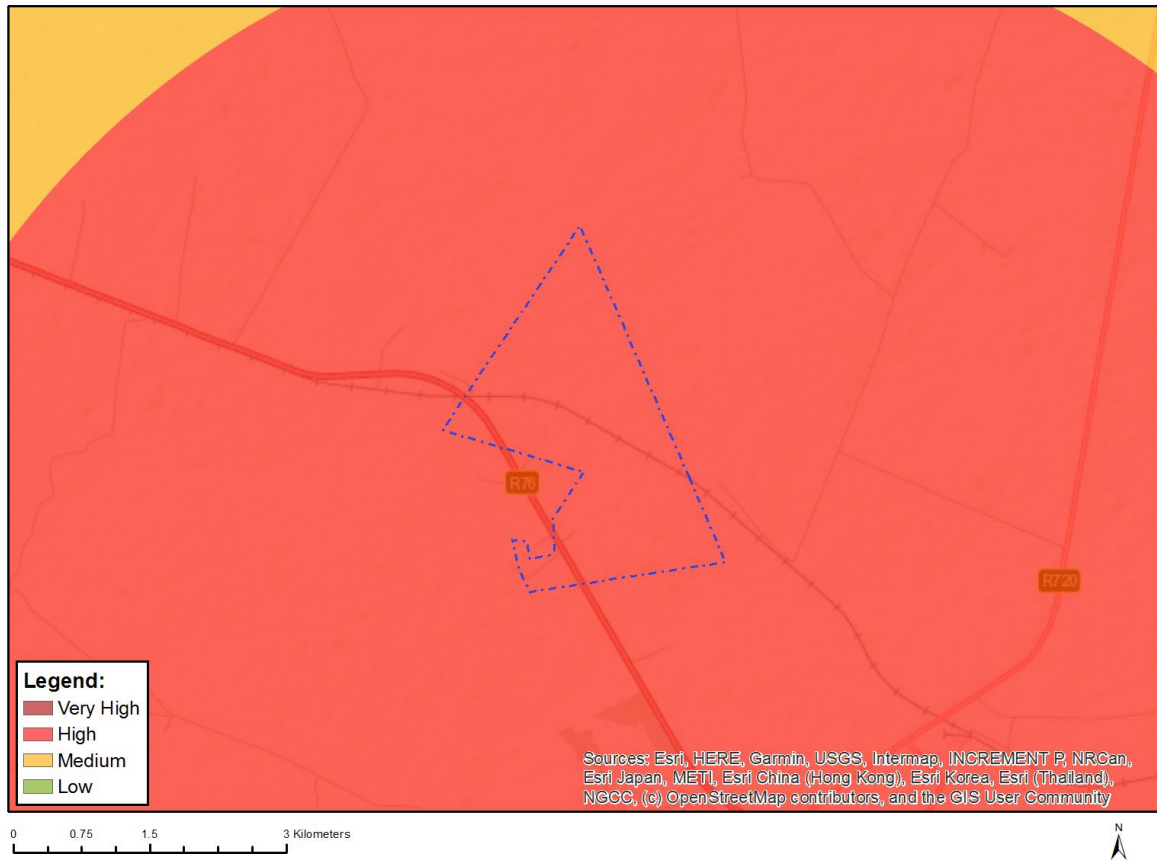 R76
R720
Legend:
Very High
High
Medium
Low
Sources: Esri, HERE, Garmin, USGS, Intermap, INCREMENT P, NRCan,
Esri Japan, METI, Esri China (Hong Kong), Esri Korea, Esri (Thailand),
NGCC, (c) OpenStreetMap contributors, and the GIS User Community
0 0.75 1.5 3 Kilometers
N